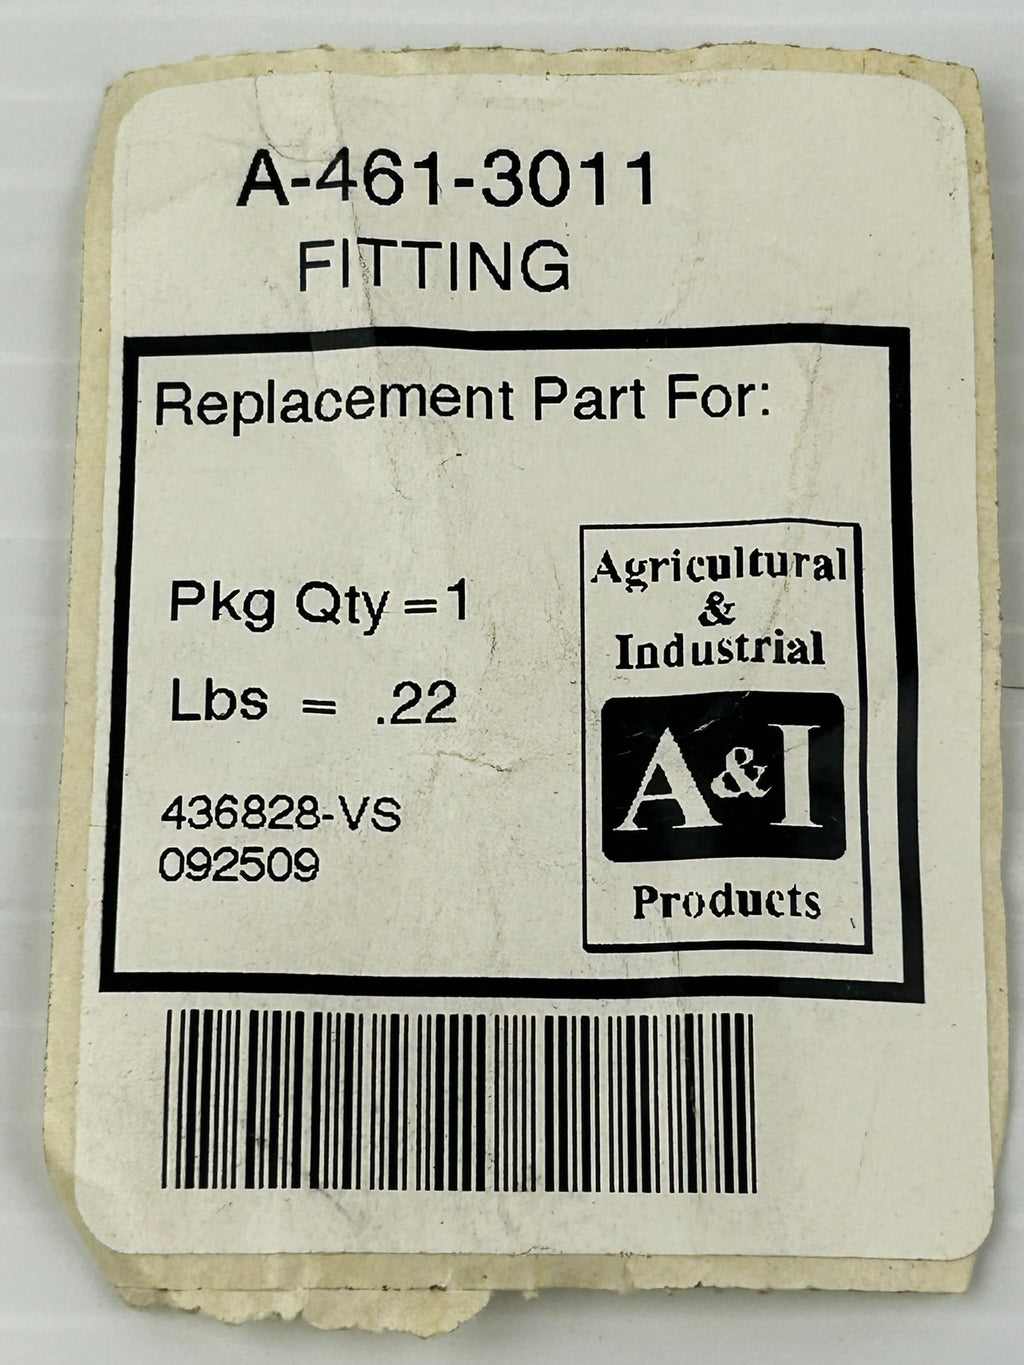 A-461-3011
FITTING
Replacement Part For:
Pkg Qty =1
Lbs = .22
436828-VS
092509
Agricultural
&
Industrial
A&I
Products